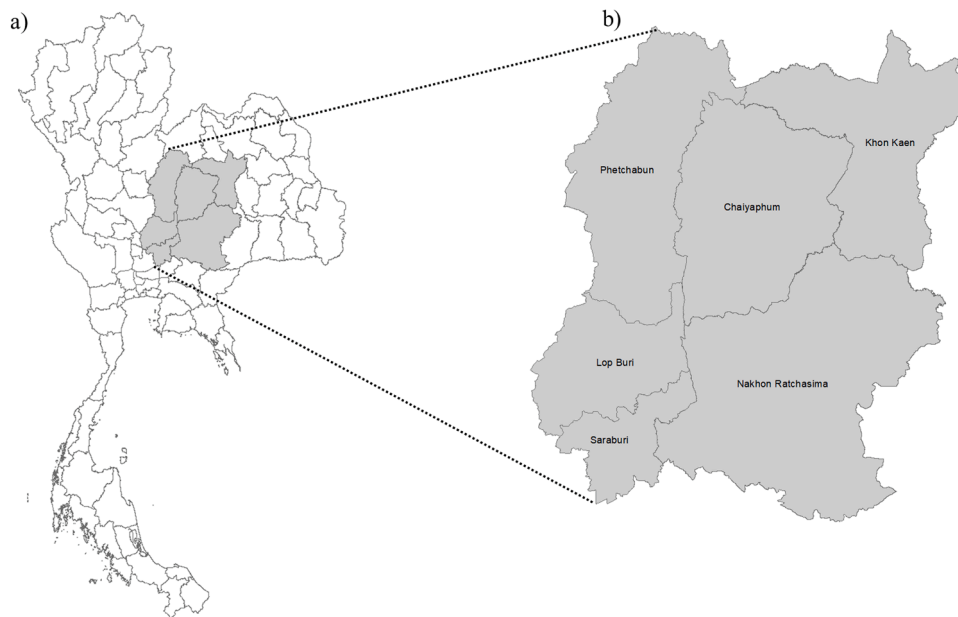 a)
b)
Khon Kaen
Phetchabun
Chaiyaphum
Lop Buri
Nakhon Ratchasima
Saraburi